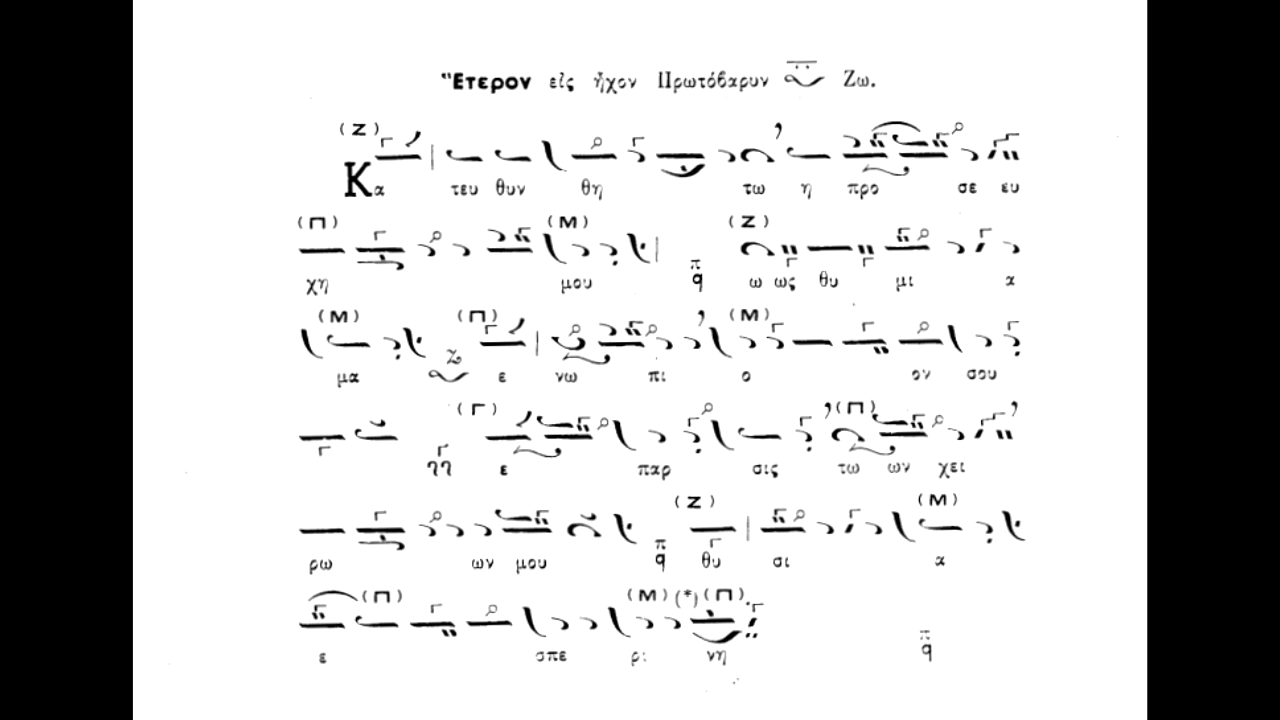 Ἕτερον εἰς ἦχον Πρωτόβαρυν Ζω.
(Ζ)
Κα τευ θυν θη τω η προ σε ευ
(Π) (Μ) (Ζ)
χη μου π q ω ως θυ μι α
(Μ) (Π) (Μ)
μα Ζ ε νω πι ο ον σου
(Γ) (Π)
γγ ε παρ σις τω ων χει
(Ζ) (Μ)
ρω ων μου π q θυ σι α
(Π) (Μ) (*) (Π)
ε σπε ρι νη π q